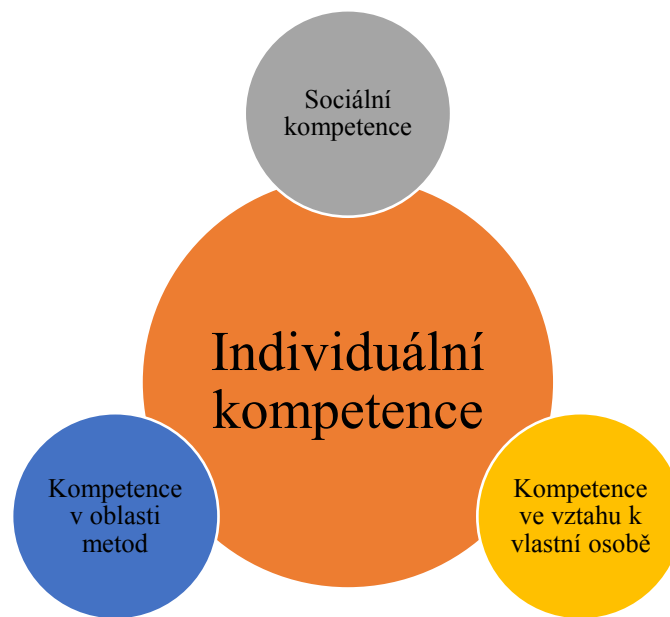 Sociální
kompetence
Individuální
kompetence
Kompetence
v oblasti
metod
Kompetence
ve vztahu k
vlastní osobě